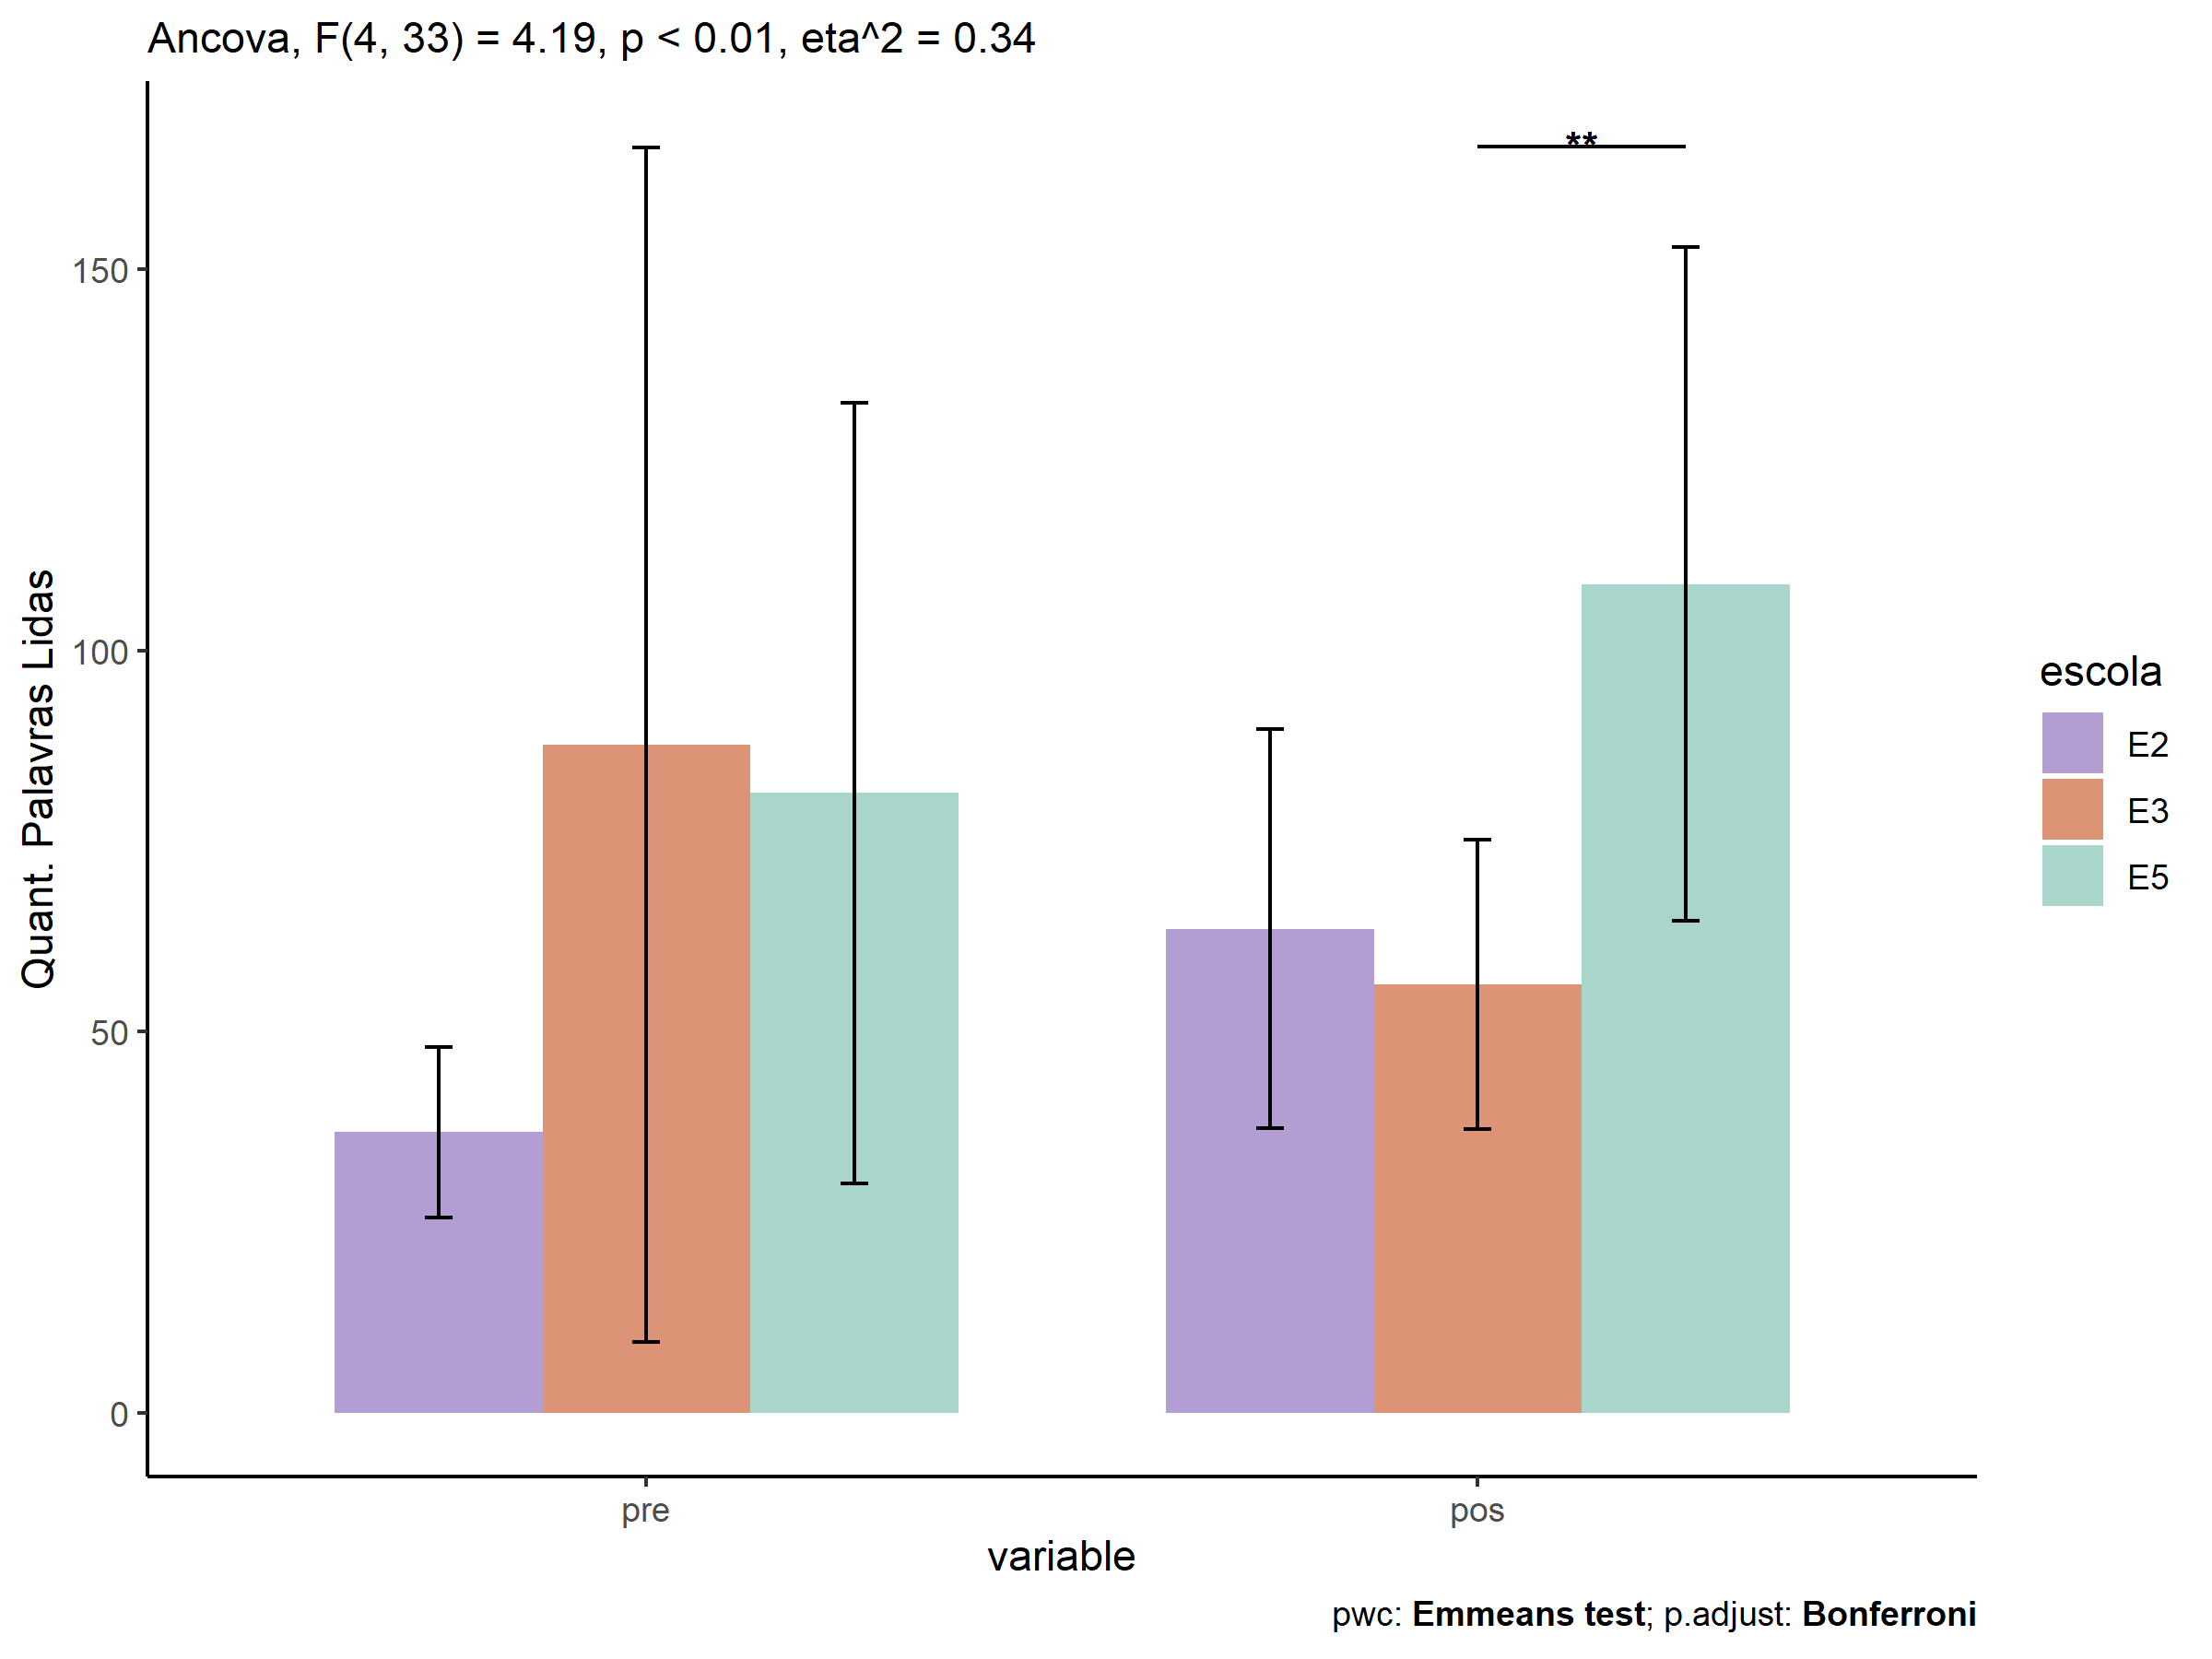 Ancova, F(4, 33) = 4.19, p < 0.01, eta^2 = 0.34
**
150
100
50
0
Quant. Palavras Lidas
pre
pos
variable
escola
E2
E3
E5
pwc: Emmeans test; p.adjust: Bonferroni